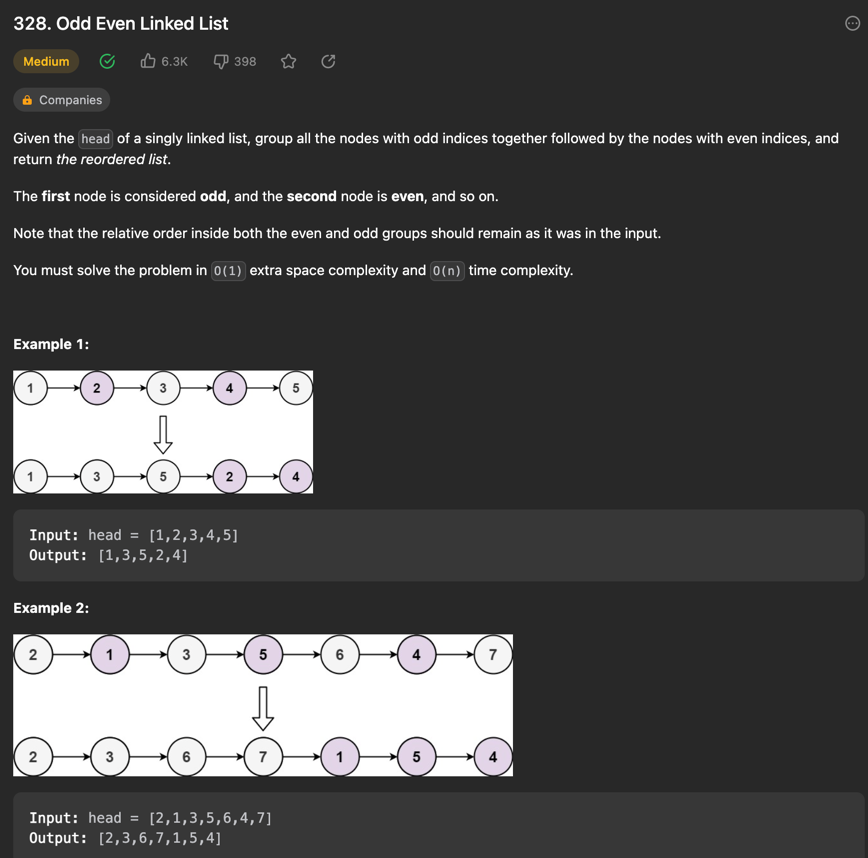 328. Odd Even Linked List
Medium 6.3K 398
Companies
Given the head of a singly linked list, group all the nodes with odd indices together followed by the nodes with even indices, and
return the reordered list.
The first node is considered odd, and the second node is even, and so on.
Note that the relative order inside both the even and odd groups should remain as it was in the input.
You must solve the problem in O(1) extra space complexity and O(n) time complexity.
Example 1:
1 2 3 4 5
1 3 5 2 4
Input: head = [1,2,3,4,5]
Output: [1,3,5,2,4]
Example 2:
2 1 3 5 6 4 7
2 3 6 7 1 5 4
Input: head = [2,1,3,5,6,4,7]
Output: [2,3,6,7,1,5,4]